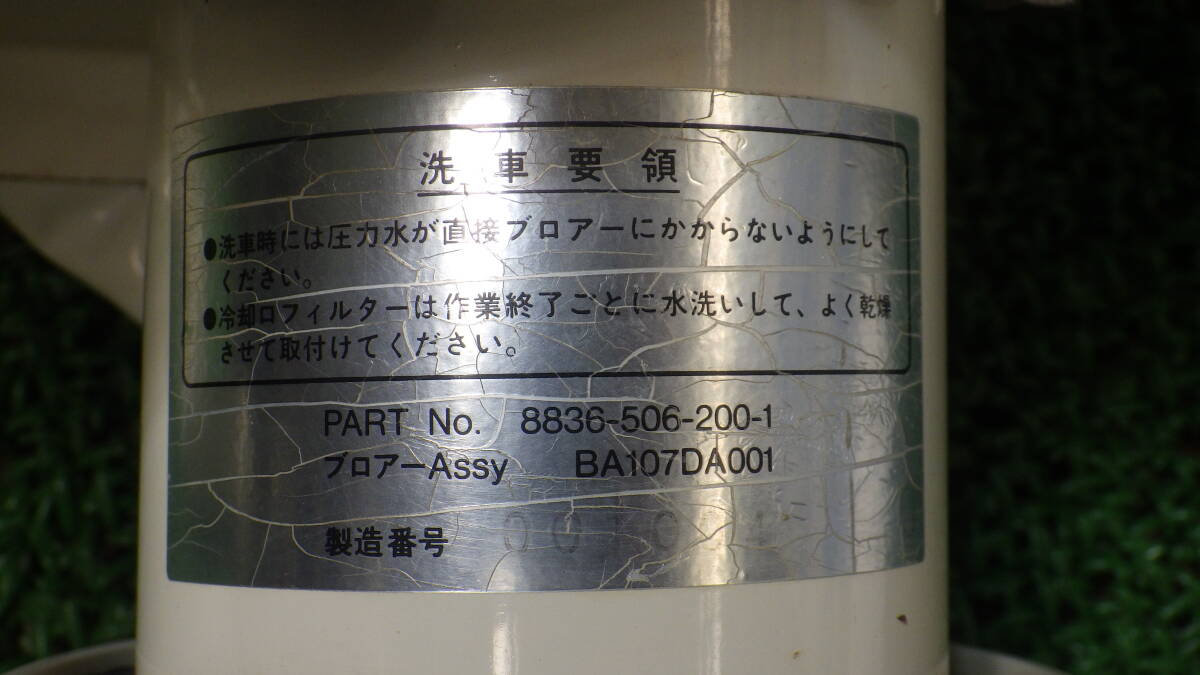 洗車要領
●洗車時には圧力水が直接ブロアーにかからないようにして
ください。
●冷却口フィルターは作業終了ごとに水洗いして、よく乾燥
させて取付けてください。
PART No. 8836-506-200-1
ブロアーAssy BA107DA001
製造番号